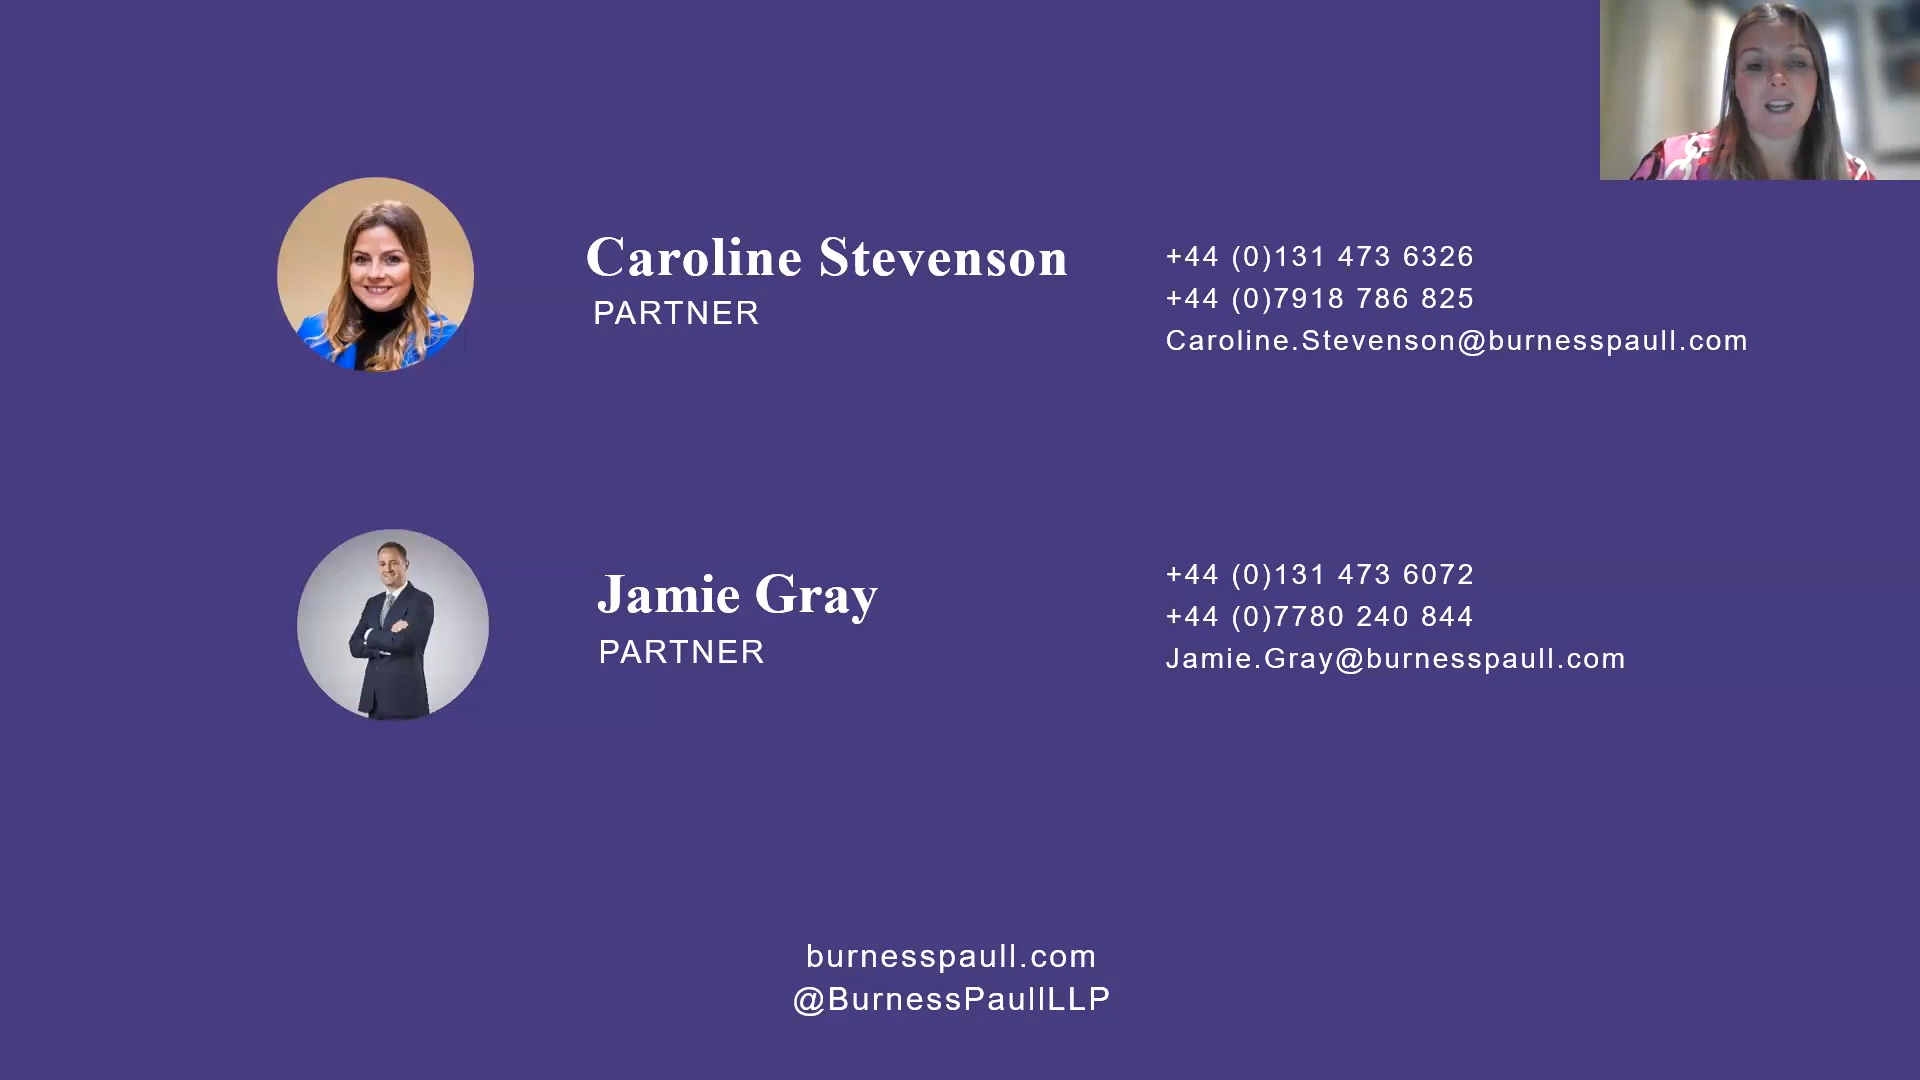 Caroline Stevenson
PARTNER
+44 (0)131 473 6326
+44 (0)7918 786 825
Caroline.Stevenson@burnesspaull.com
Jamie Gray
PARTNER
+44 (0)131 473 6072
+44 (0)7780 240 844
Jamie.Gray@burnesspaull.com
burnesspaull.com
@BurnessPaullLLP